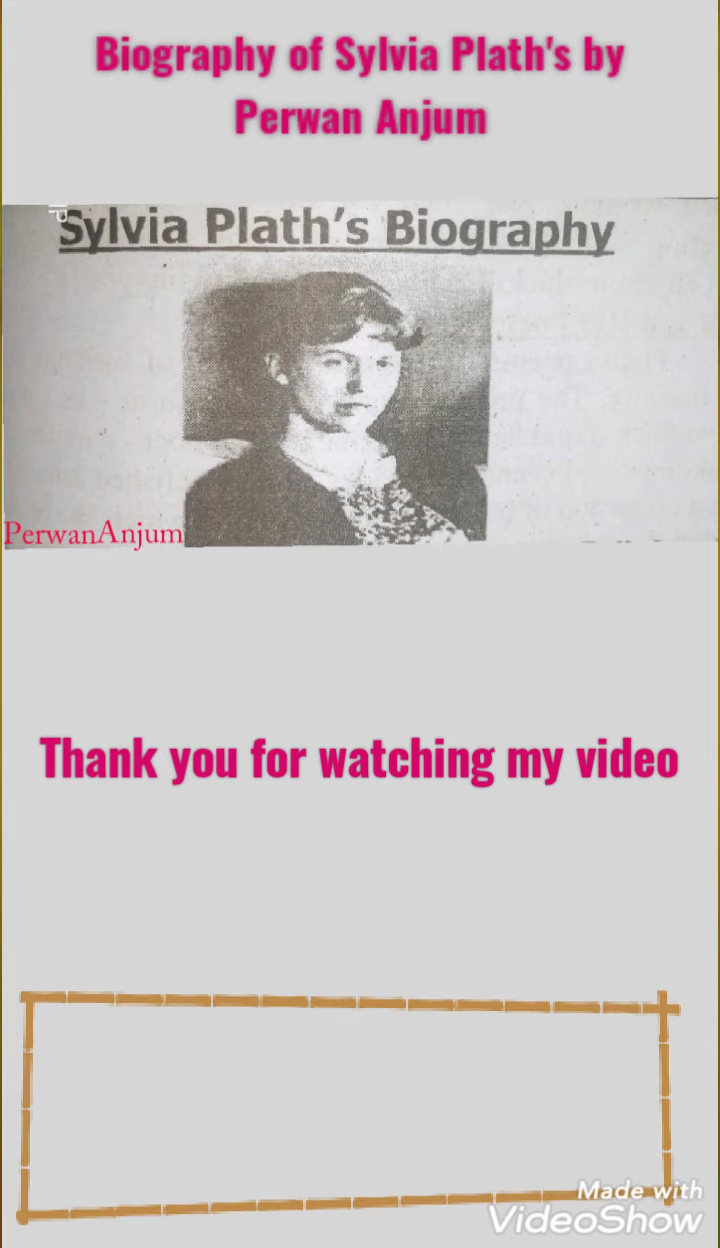 Biography of Sylvia Plath's by
Perwan Anjum
Sylvia Plath's Biography
PerwanAnjum
Thank you for watching my video
Made with
VideoShow